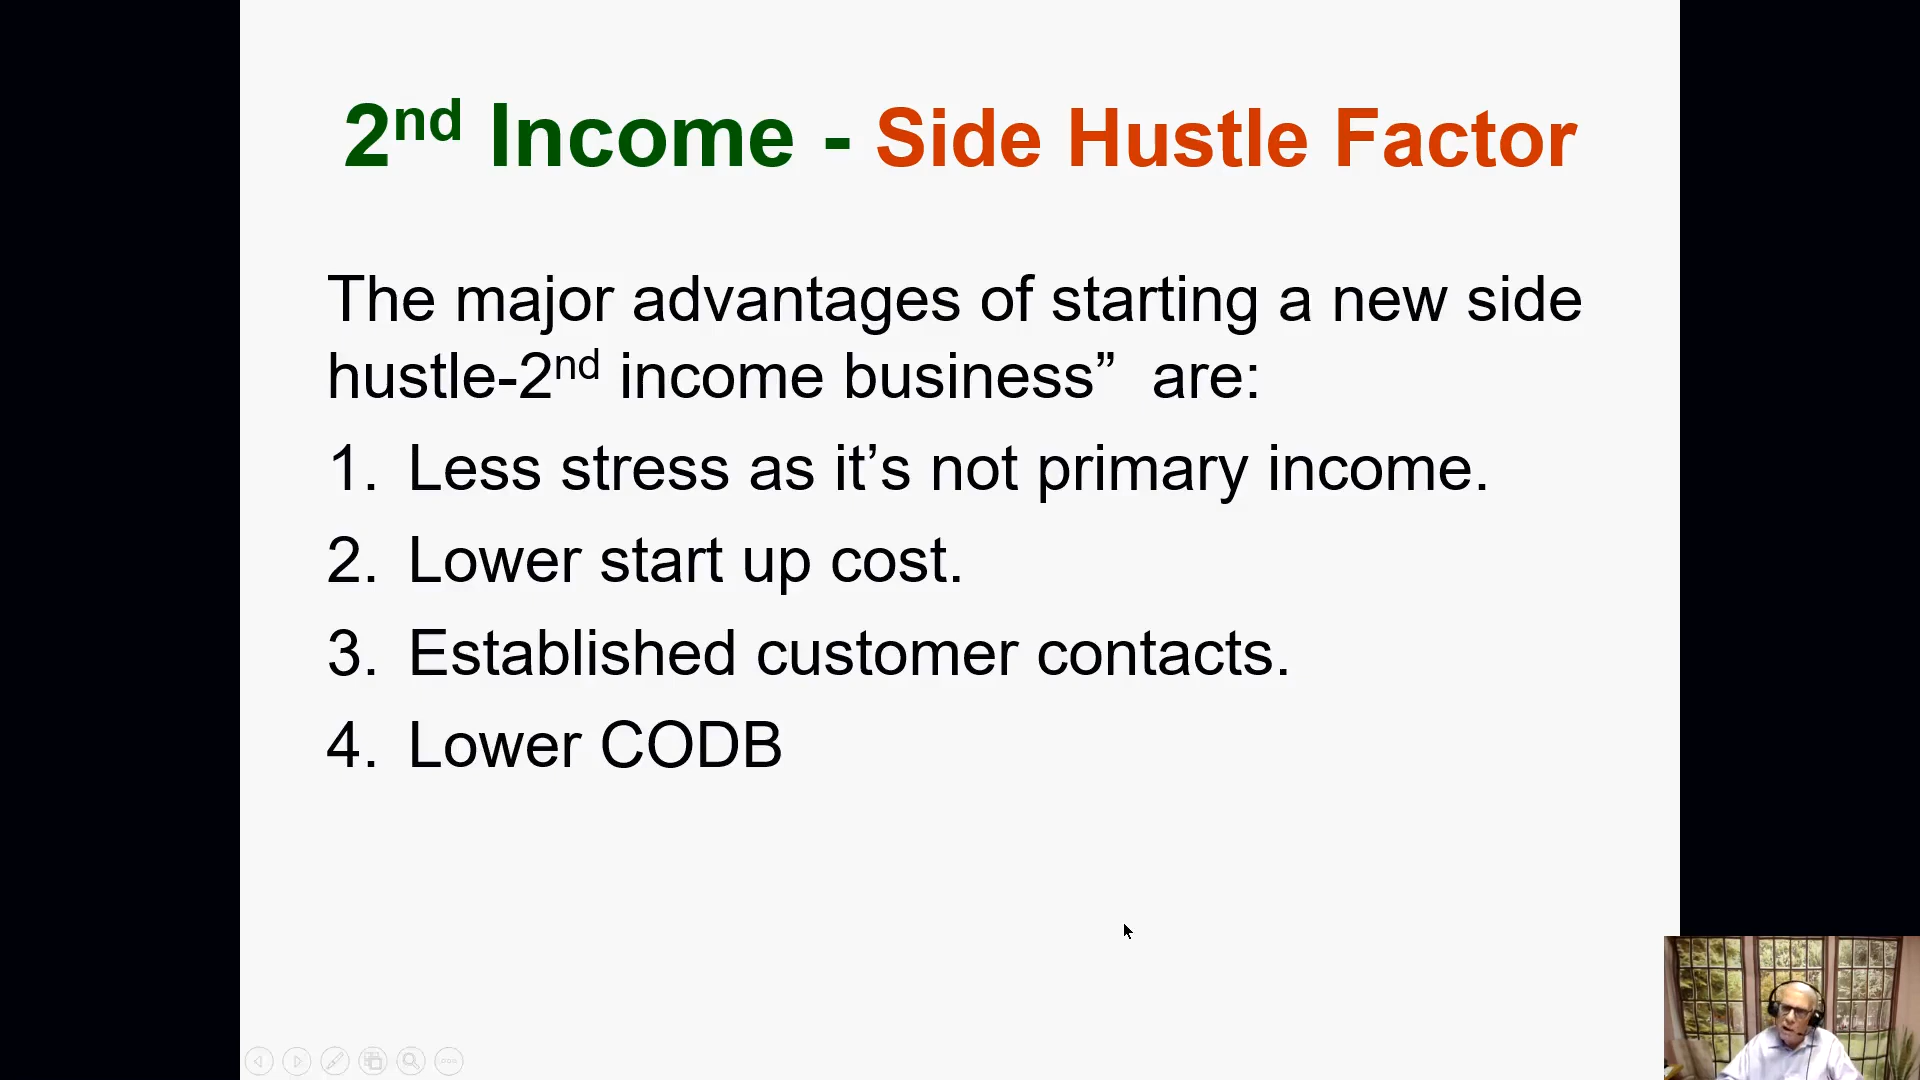 2nd Income - Side Hustle Factor
The major advantages of starting a new side
hustle-2nd income business”  are:
1. Less stress as it’s not primary income.
2. Lower start up cost.
3. Established customer contacts.
4. Lower CODB